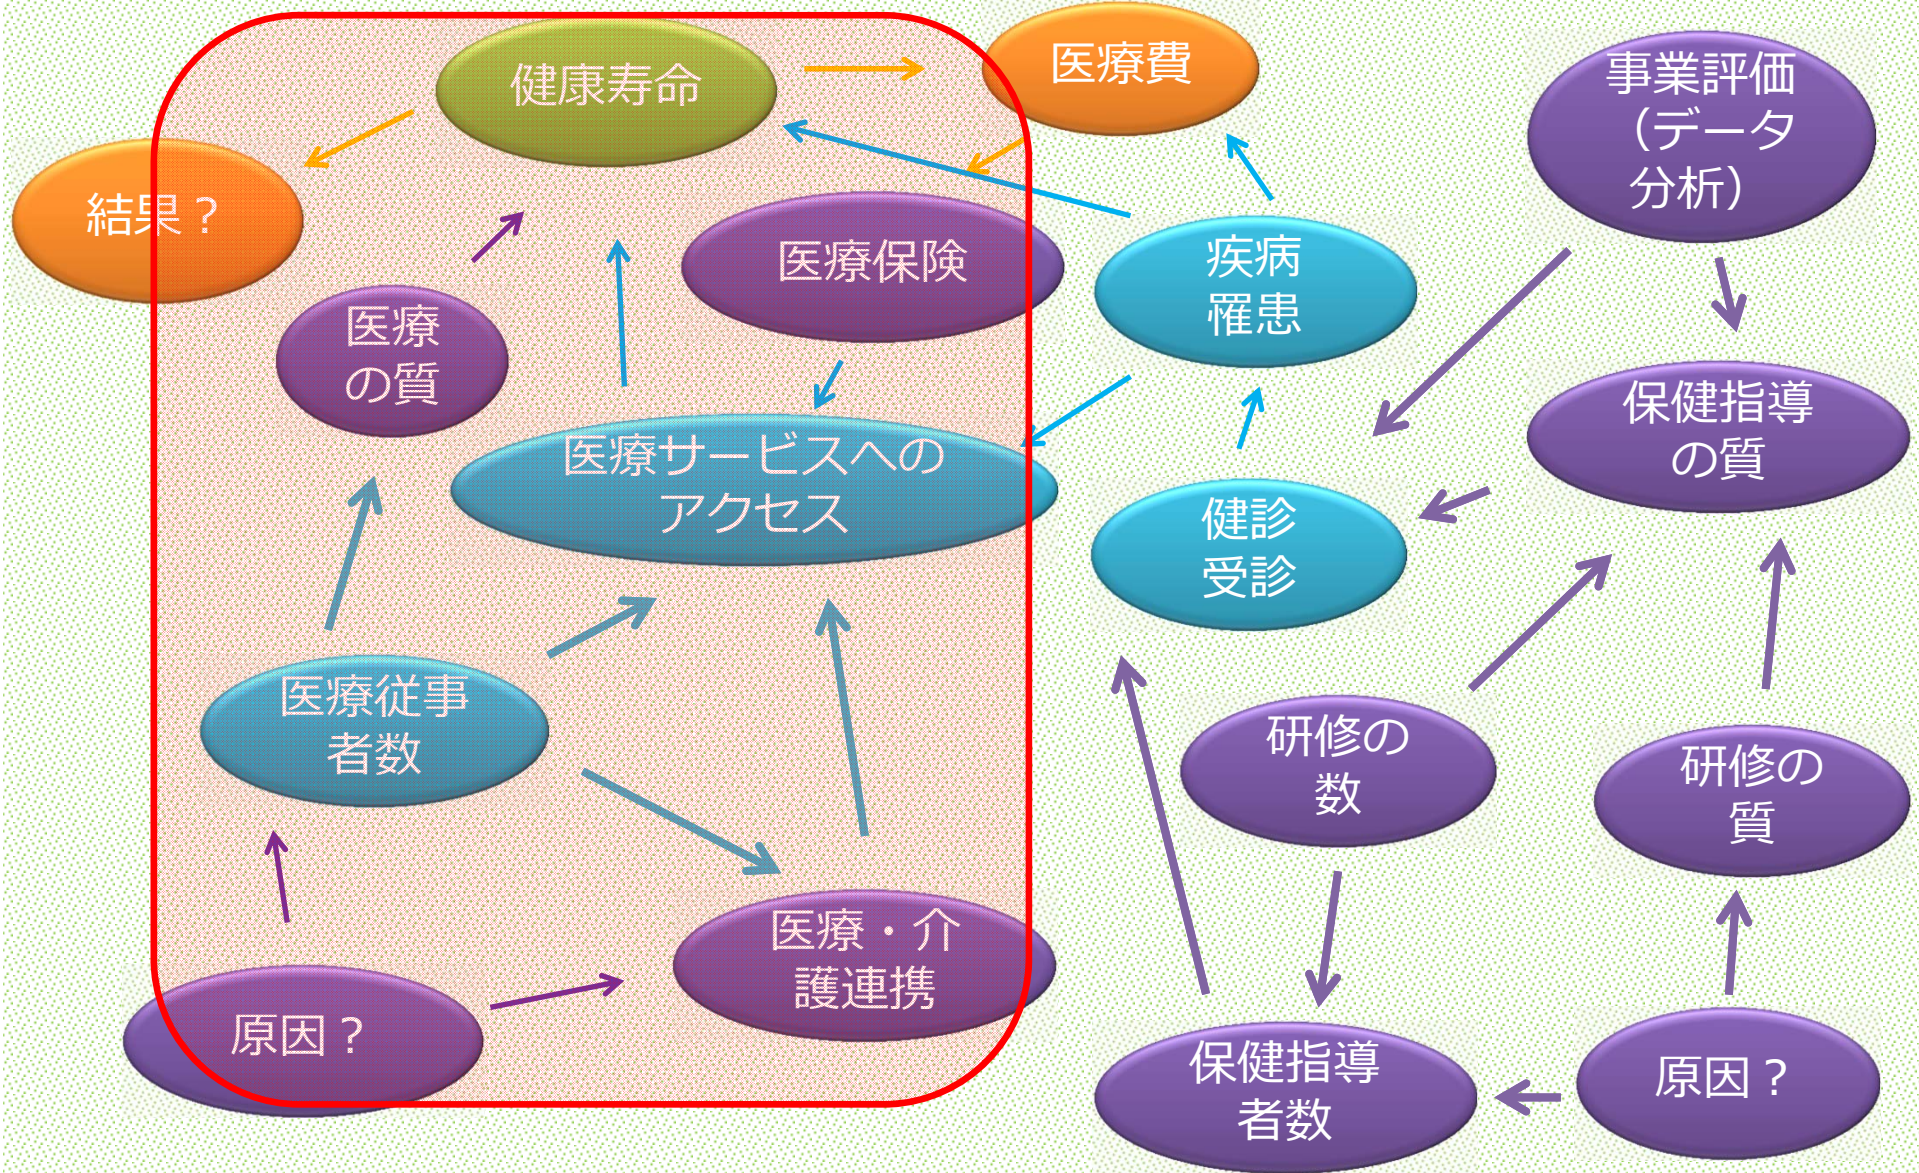 健康寿命
医療費
事業評価
（データ
分析）
結果？
医療保険
疾病
罹患
医療
の質
保健指導
の質
医療サービスへの
アクセス
健診
受診
医療従事
者数
研修の
数
研修の
質
医療・介
護連携
原因？
保健指導
者数
原因？